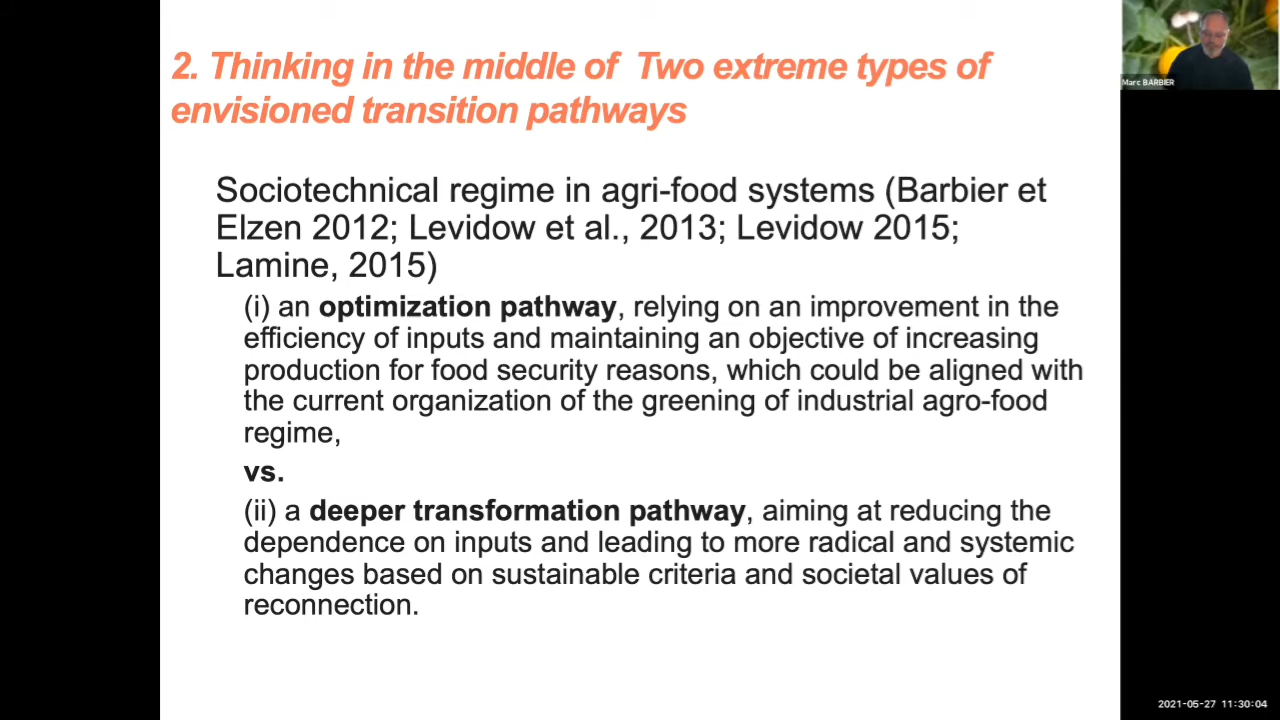 2. Thinking in the middle of  Two extreme types of
envisioned transition pathways
Marc BARBIER
Sociotechnical regime in agri-food systems (Barbier et
Elzen 2012; Levidow et al., 2013; Levidow 2015;
Lamine, 2015)
(i) an optimization pathway, relying on an improvement in the
efficiency of inputs and maintaining an objective of increasing
production for food security reasons, which could be aligned with
the current organization of the greening of industrial agro-food
regime,
vs.
(ii) a deeper transformation pathway, aiming at reducing the
dependence on inputs and leading to more radical and systemic
changes based on sustainable criteria and societal values of
reconnection.
2021-05-27 11:30:04